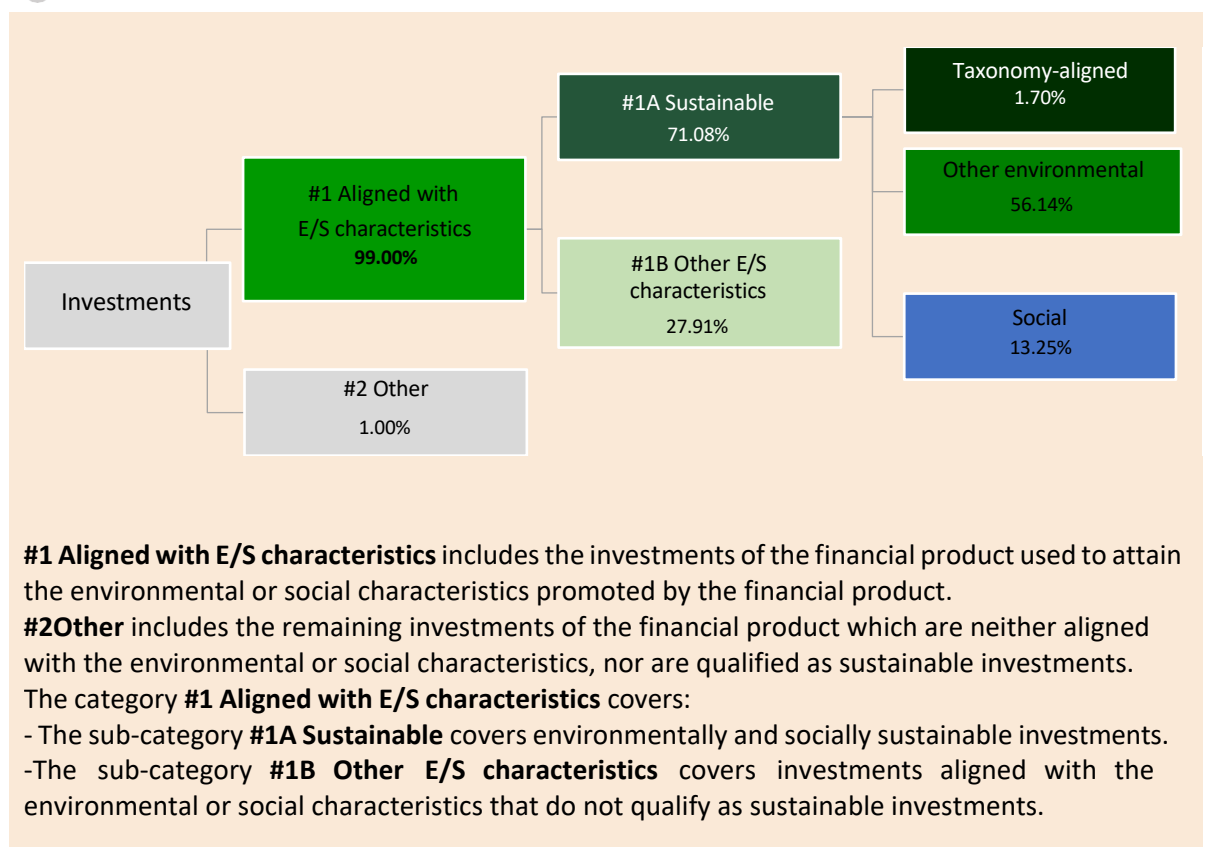 Taxonomy-aligned
1.70%
#1A Sustainable
71.08%
Other environmental
56.14%
#1 Aligned with
E/S characteristics
99.00%
#1B Other E/S
characteristics
27.91%
Investments
Social
13.25%
#2 Other
1.00%
#1 Aligned with E/S characteristics includes the investments of the financial product used to attain
the environmental or social characteristics promoted by the financial product.
#2Other includes the remaining investments of the financial product which are neither aligned
with the environmental or social characteristics, nor are qualified as sustainable investments.
The category #1 Aligned with E/S characteristics covers:
- The sub-category #1A Sustainable covers environmentally and socially sustainable investments.
-The sub-category #1B Other E/S characteristics covers investments aligned with the
environmental or social characteristics that do not qualify as sustainable investments.